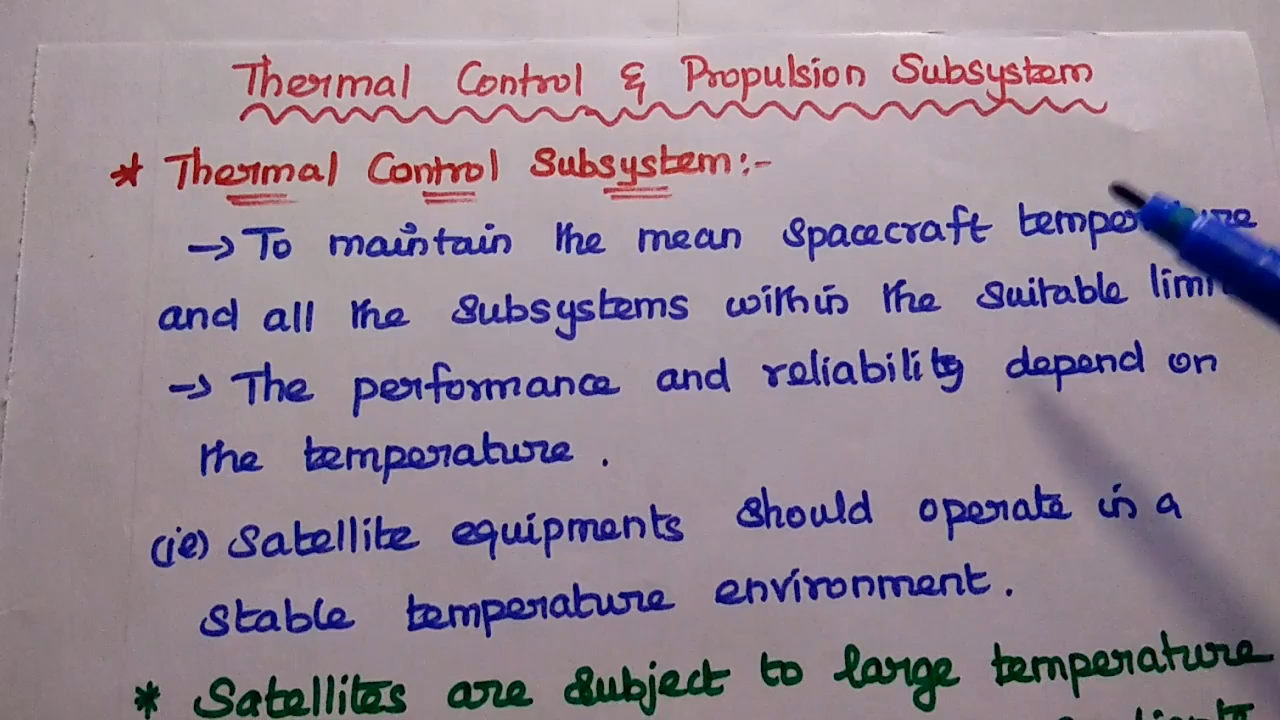 Thermal Control & Propulsion Subsystem
* Thermal Control Subsystem:-
→ To maintain the mean Spacecraft temperature
and all the Subsystems within the Suitable
→ The performance and reliability depend on
the temperature.
(ie) Satellite equipments should operate in a
stable temperature environment.
* Satellites are subject to large temperature